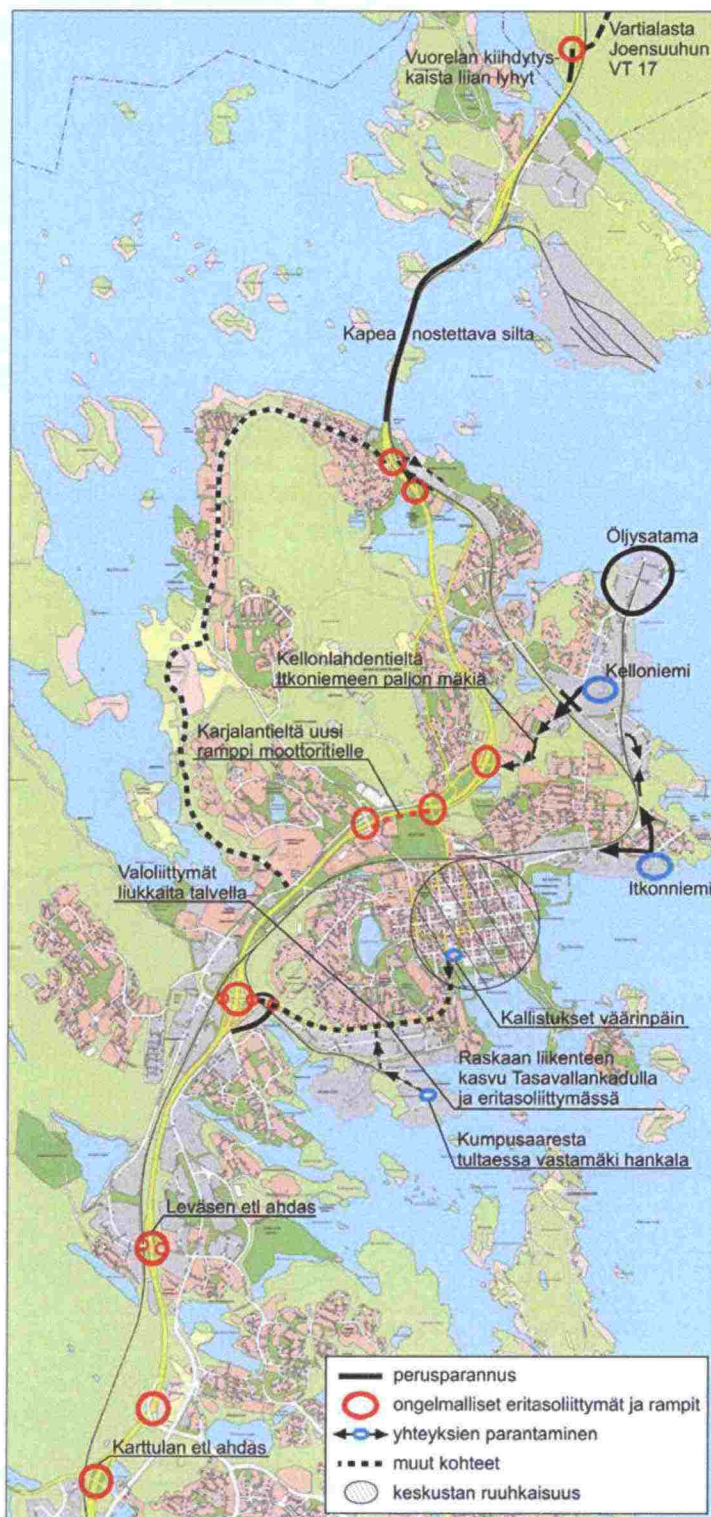 Vartialasta
Joensuuhun
VT 17
Vuorelan kiihdytys-
kaista liian lyhyt
Kapea nostettava silta
Öljysatama
Kellonlahdentieltä
Itkoniemeen paljon mäkiä
Kelloniemi
Karjalantieltä uusi
ramppi moottoritielle
Valoliittymät
liukkaita talvella
Itkonniemi
Kallistukset väärinpäin
Raskaan liikenteen
kasvu Tasavallankadulla
ja eritasoliittymässä
Kumpusaaresta
tultaessa vastamäki hankala
Leväsen etl ahdas
Karttulan etl ahdas
perusparannus
ongelmalliset eritasoliittymät ja rampit
yhteyksien parantaminen
muut kohteet
keskustan ruuhkaisuus